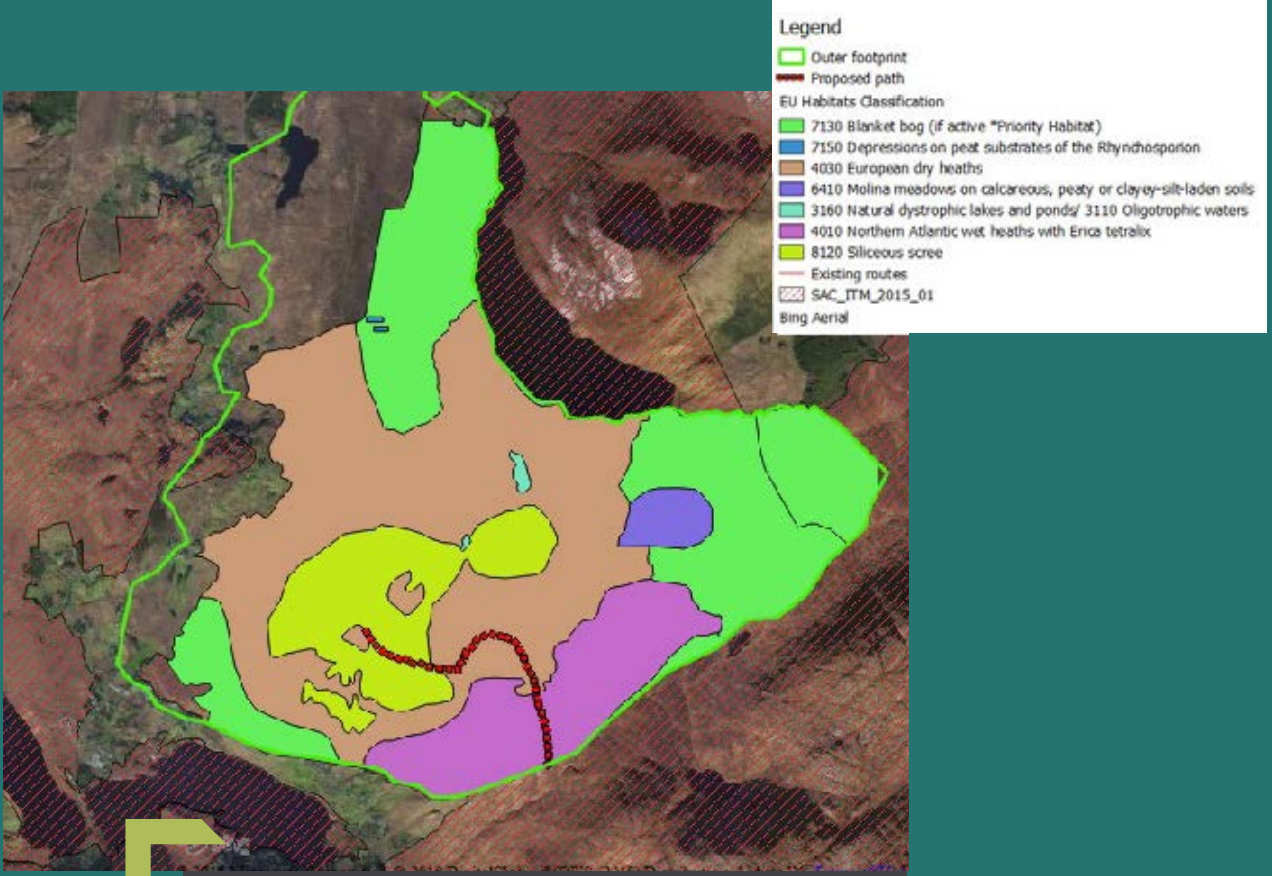 Legend
Outer footprint
Proposed path
EU Habitats Classification
7130 Blanket bog (if active *Priority Habitat)
7150 Depressions on peat substrates of the Rhynchosporion
4030 European dry heaths
6410 Molina meadows on calcareous, peaty or clayey-silt-laden soils
3160 Natural dystrophic lakes and ponds/ 3110 Oligotrophic waters
4010 Northern Atlantic wet heaths with Erica tetralix
8120 Siliceous scree
Existing routes
SAC_ITM_2015_01
Bing Aerial